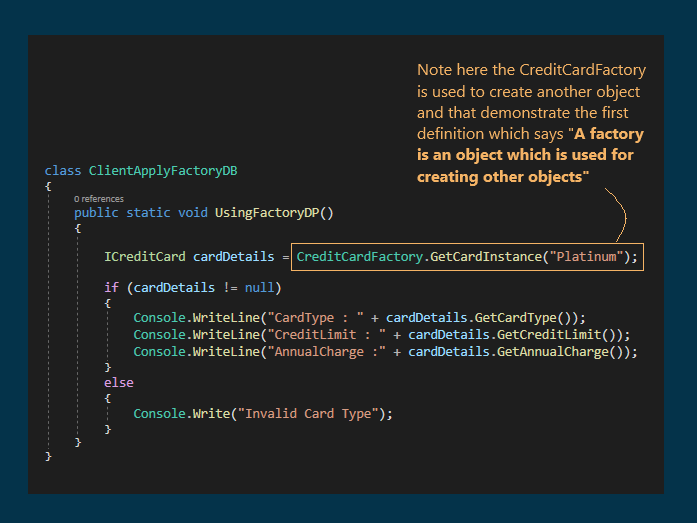 Note here the CreditCardFactory
is used to create another object
and that demonstrate the first
definition which says "A factory
is an object which is used for
creating other objects"
class ClientApplyFactoryDB
{
0 references
public static void UsingFactoryDP()
{
ICreditCard cardDetails = CreditCardFactory.GetCardInstance("Platinum");
if (cardDetails != null)
{
Console.WriteLine("CardType : " + cardDetails.GetCardType());
Console.WriteLine("CreditLimit : " + cardDetails.GetCreditLimit());
Console.WriteLine("AnnualCharge :" + cardDetails.GetAnnualCharge());
}
else
{
Console.Write("Invalid Card Type");
}
}
}